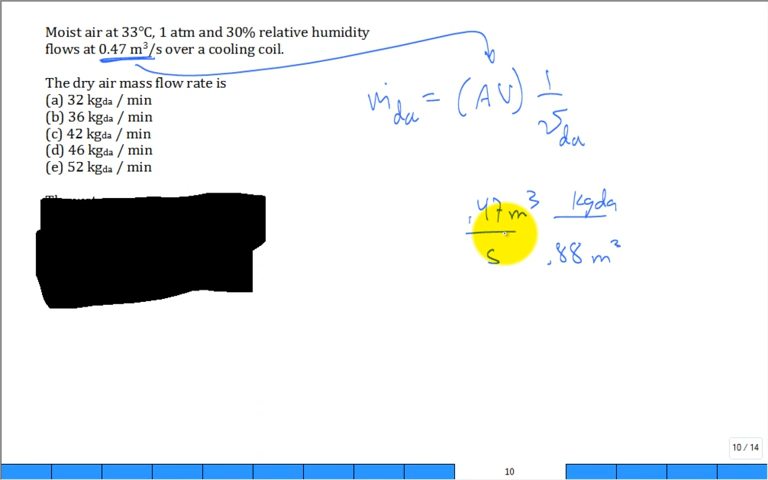 Moist air at 33°C, 1 atm and 30% relative humidity
flows at 0.47 m³/s over a cooling coil.
The dry air mass flow rate is
(a) 32 kgda / min
(b) 36 kgda / min
(c) 42 kgda / min
(d) 46 kgda / min
(e) 52 kgda / min
ṁda = (AV) 1/vda
.47 m³ kgda
s .88 m³
10 / 14
10